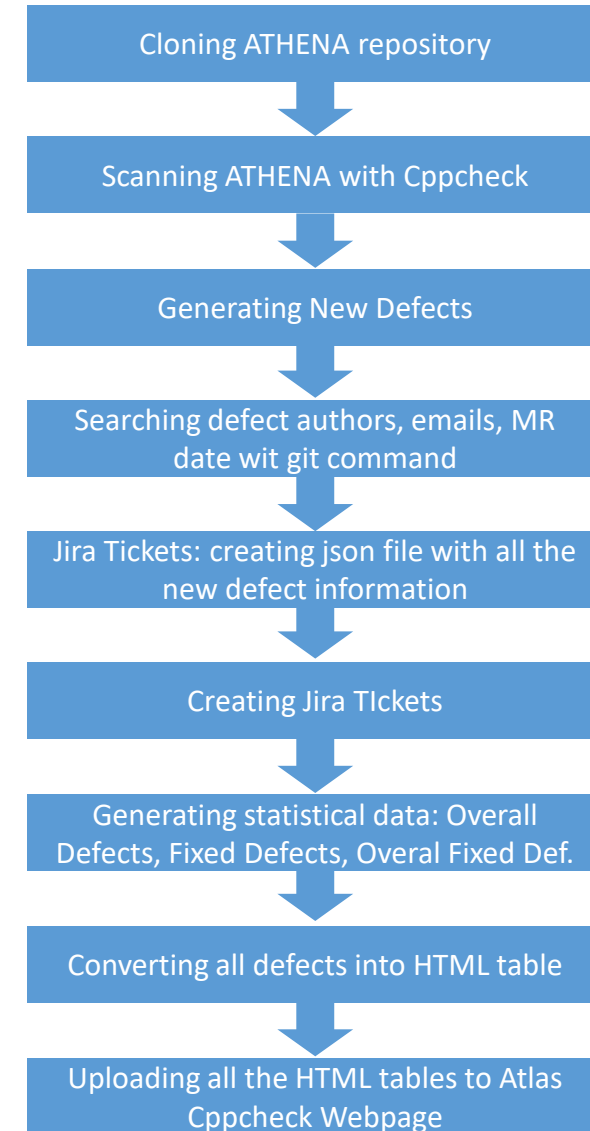 Cloning ATHENA repository
Scanning ATHENA with Cppcheck
Generating New Defects
Searching defect authors, emails, MR
date wit git command
Jira Tickets: creating json file with all the
new defect information
Creating Jira TIckets
Generating statistical data: Overall
Defects, Fixed Defects, Overal Fixed Def.
Converting all defects into HTML table
Uploading all the HTML tables to Atlas
Cppcheck Webpage